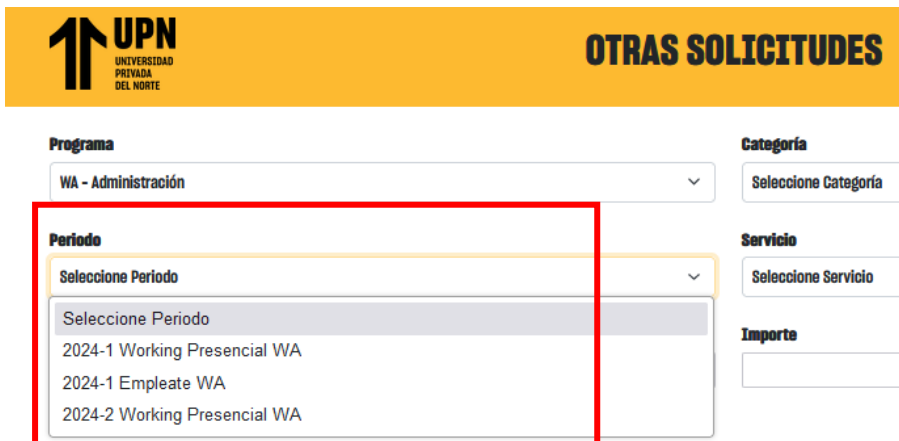 UPN
UNIVERSIDAD
PRIVADA
DEL NORTE
OTRAS SOLICITUDES
Programa
WA - Administración
Categoría
Seleccione Categoría
Periodo
Seleccione Periodo
Servicio
Seleccione Servicio
Seleccione Periodo
2024-1 Working Presencial WA
2024-1 Empleate WA
2024-2 Working Presencial WA
Importe